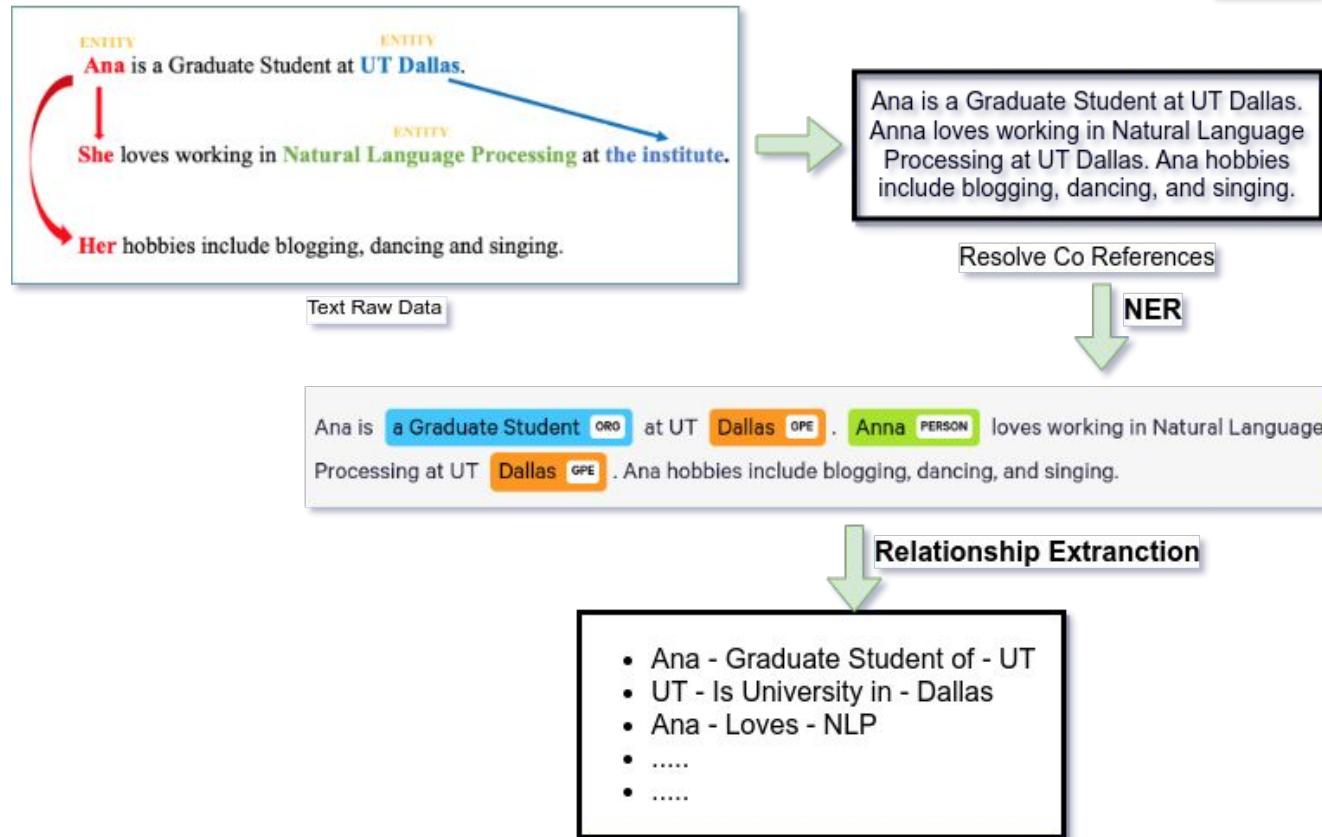 ENTITY ENTITY
Ana is a Graduate Student at UT Dallas.
ENTITY
She loves working in Natural Language Processing at the institute.
Her hobbies include blogging, dancing and singing.
Text Raw Data
Ana is a Graduate Student at UT Dallas.
Anna loves working in Natural Language
Processing at UT Dallas. Ana hobbies
include blogging, dancing, and singing.
Resolve Co References
NER
Ana is a Graduate Student ORG at UT Dallas GPE . Anna PERSON loves working in Natural Language
Processing at UT Dallas GPE . Ana hobbies include blogging, dancing, and singing.
Relationship Extranction
• Ana - Graduate Student of - UT
• UT - Is University in - Dallas
• Ana - Loves - NLP
• .....
• .....